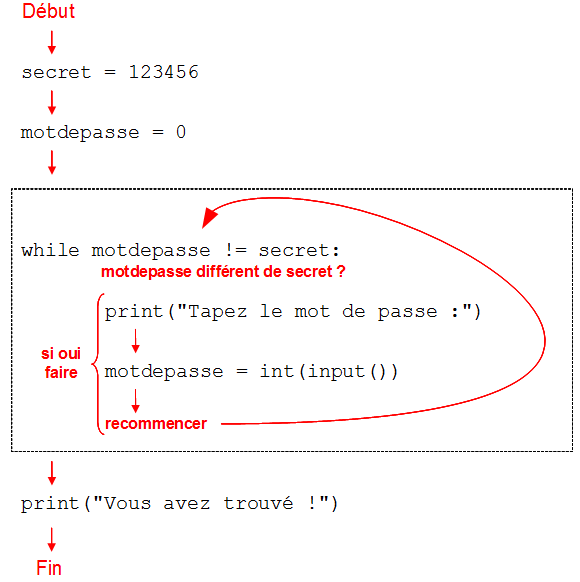 Début
secret = 123456
motdepasse = 0
while motdepasse != secret:
motdepasse différent de secret ?
print("Tapez le mot de passe :")
si oui
faire
motdepasse = int(input())
recommencer
print("Vous avez trouvé !")
Fin